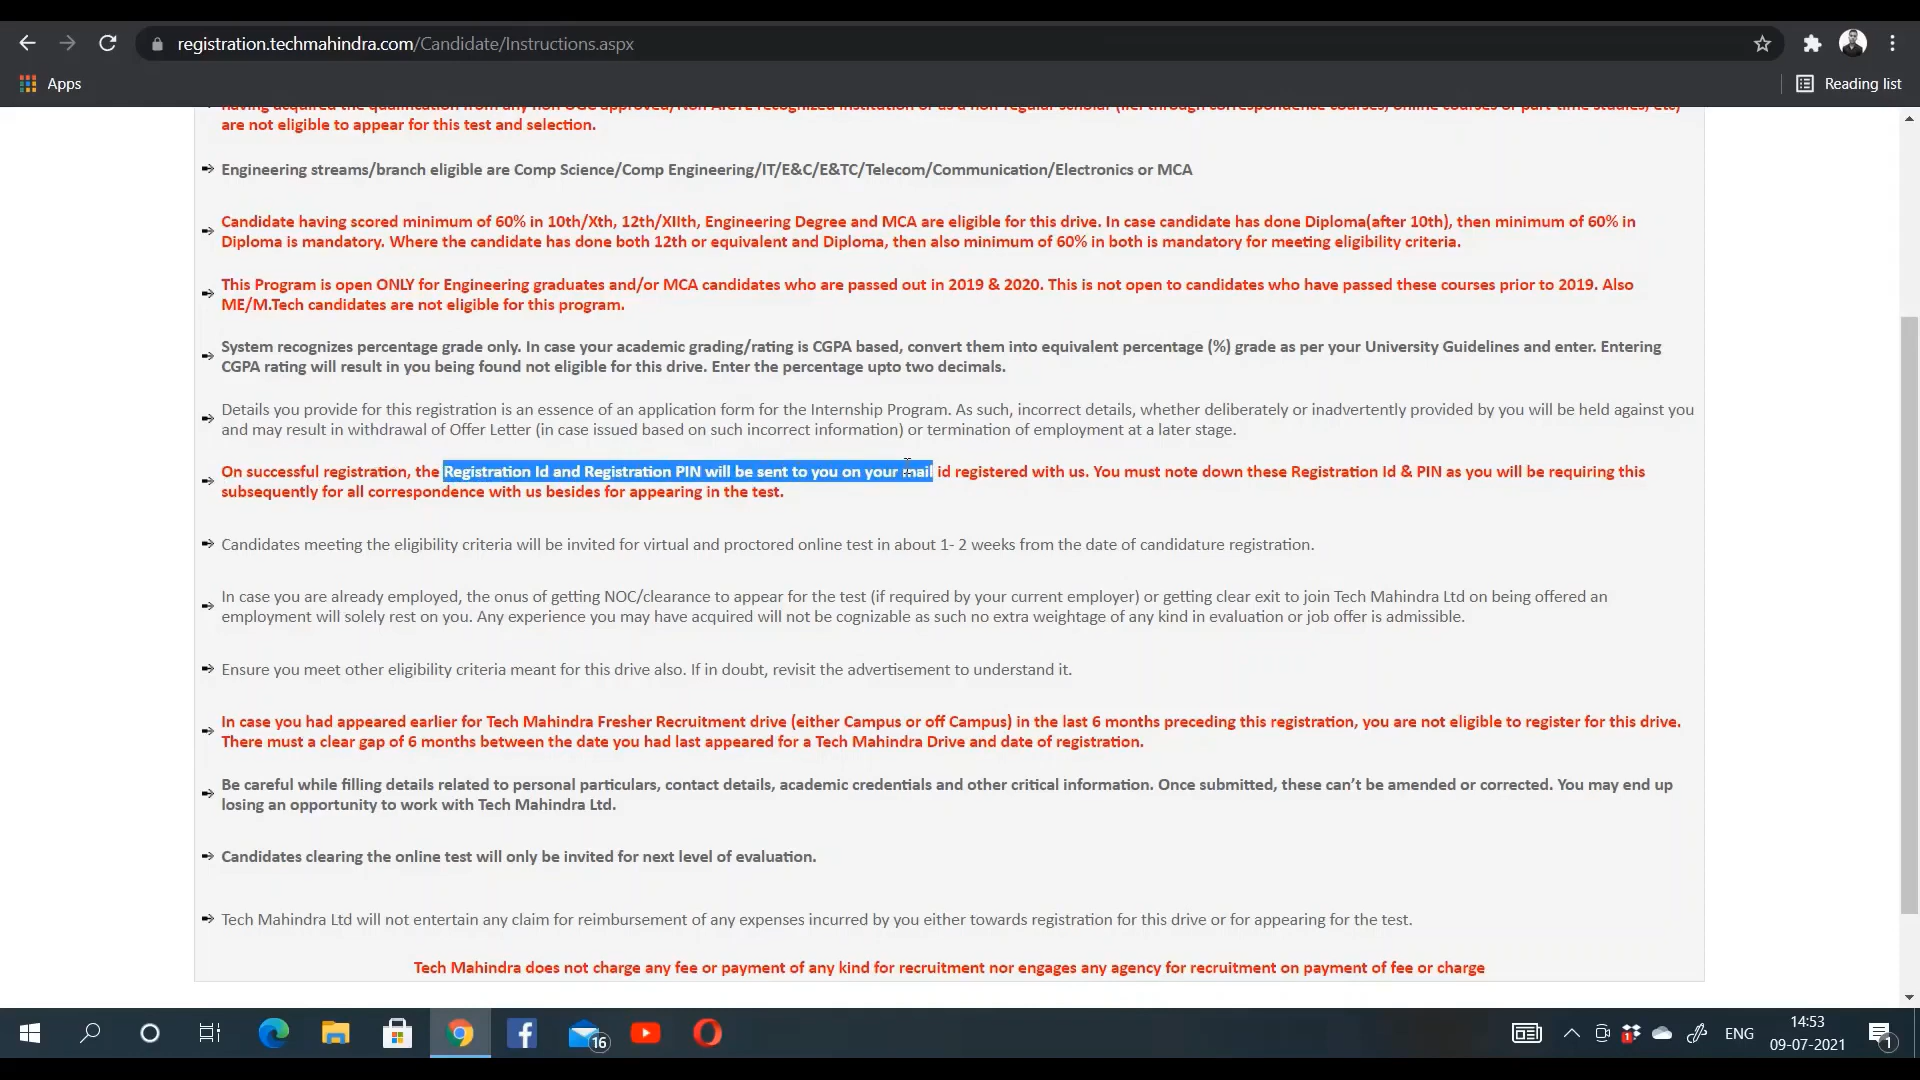 registration.techmahindra.com/Candidate/Instructions.aspx
Apps
Reading list
having acquired the qualification from any non
are not eligible to appear for this test and selection.
Engineering streams/branch eligible are Comp Science/Comp Engineering/IT/E&C/E&TC/Telecom/Communication/Electronics or MCA
Candidate having scored minimum of 60% in 10th/Xth, 12th/XIIth, Engineering Degree and MCA are eligible for this drive. In case candidate has done Diploma(after 10th), then minimum of 60% in
Diploma is mandatory. Where the candidate has done both 12th or equivalent and Diploma, then also minimum of 60% in both is mandatory for meeting eligibility criteria.
This Program is open ONLY for Engineering graduates and/or MCA candidates who are passed out in 2019 & 2020. This is not open to candidates who have passed these courses prior to 2019. Also
ME/M.Tech candidates are not eligible for this program.
System recognizes percentage grade only. In case your academic grading/rating is CGPA based, convert them into equivalent percentage (%) grade as per your University Guidelines and enter. Entering
CGPA rating will result in you being found not eligible for this drive. Enter the percentage upto two decimals.
Details you provide for this registration is an essence of an application form for the Internship Program. As such, incorrect details, whether deliberately or inadvertently provided by you will be held against you
and may result in withdrawal of Offer Letter (in case issued based on such incorrect information) or termination of employment at a later stage.
On successful registration, the Registration Id and Registration PIN will be sent to you on your mail id registered with us. You must note down these Registration Id & PIN as you will be requiring this
subsequently for all correspondence with us besides for appearing in the test.
Candidates meeting the eligibility criteria will be invited for virtual and proctored online test in about 1- 2 weeks from the date of candidature registration.
In case you are already employed, the onus of getting NOC/clearance to appear for the test (if required by your current employer) or getting clear exit to join Tech Mahindra Ltd on being offered an
employment will solely rest on you. Any experience you may have acquired will not be cognizable as such no extra weightage of any kind in evaluation or job offer is admissible.
Ensure you meet other eligibility criteria meant for this drive also. If in doubt, revisit the advertisement to understand it.
In case you had appeared earlier for Tech Mahindra Fresher Recruitment drive (either Campus or off Campus) in the last 6 months preceding this registration, you are not eligible to register for this drive.
There must a clear gap of 6 months between the date you had last appeared for a Tech Mahindra Drive and date of registration.
Be careful while filling details related to personal particulars, contact details, academic credentials and other critical information. Once submitted, these can’t be amended or corrected. You may end up
losing an opportunity to work with Tech Mahindra Ltd.
Candidates clearing the online test will only be invited for next level of evaluation.
Tech Mahindra Ltd will not entertain any claim for reimbursement of any expenses incurred by you either towards registration for this drive or for appearing for the test.
Tech Mahindra does not charge any fee or payment of any kind for recruitment nor engages any agency for recruitment on payment of fee or charge
16
1
ENG
14:53
09-07-2021
1